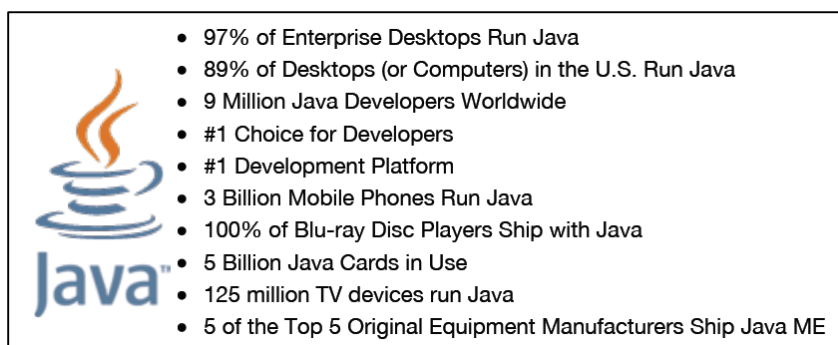 97% of Enterprise Desktops Run Java
89% of Desktops (or Computers) in the U.S. Run Java
9 Million Java Developers Worldwide
#1 Choice for Developers
#1 Development Platform
3 Billion Mobile Phones Run Java
100% of Blu-ray Disc Players Ship with Java
5 Billion Java Cards in Use
125 million TV devices run Java
5 of the Top 5 Original Equipment Manufacturers Ship Java ME
Java™